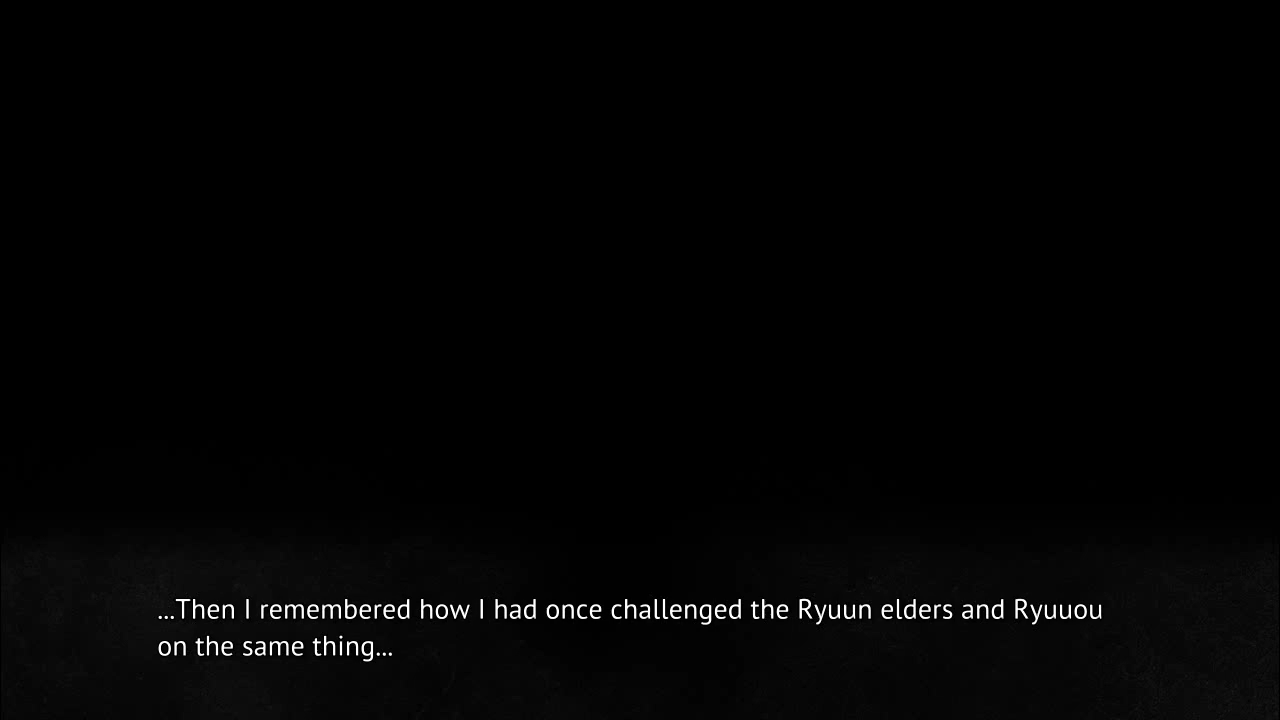 ...Then I remembered how I had once challenged the Ryuun elders and Ryuuou
on the same thing...